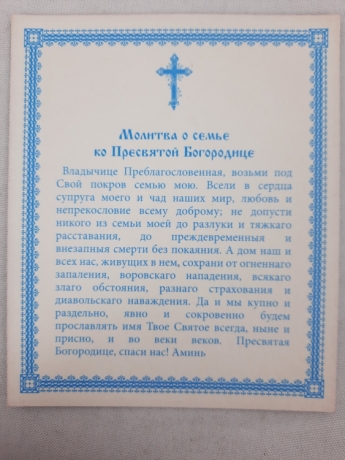 Молитва о семье
ко Пресвятой Богородице
Владычице Преблагословенная, возьми под
Свой покров семью мою. Всели в сердца
супруга моего и чад наших мир, любовь и
непрекословие всему доброму; не допусти
никого из семьи моей до разлуки и тяжкаго
расставания, до преждевременныя и
внезапныя смерти без покаяния. А дом наш и
всех нас, живущих в нем, сохрани от огненнаго
запаления, воровскаго нападения, всякаго
злаго обстояния, разнаго страхования и
диавольскаго наваждения. Да и мы купно и
раздельно, явно и сокровенно будем
прославлять имя Твое Святое всегда, ныне и
присно, и во веки веков. Пресвятая
Богородице, спаси нас! Аминь